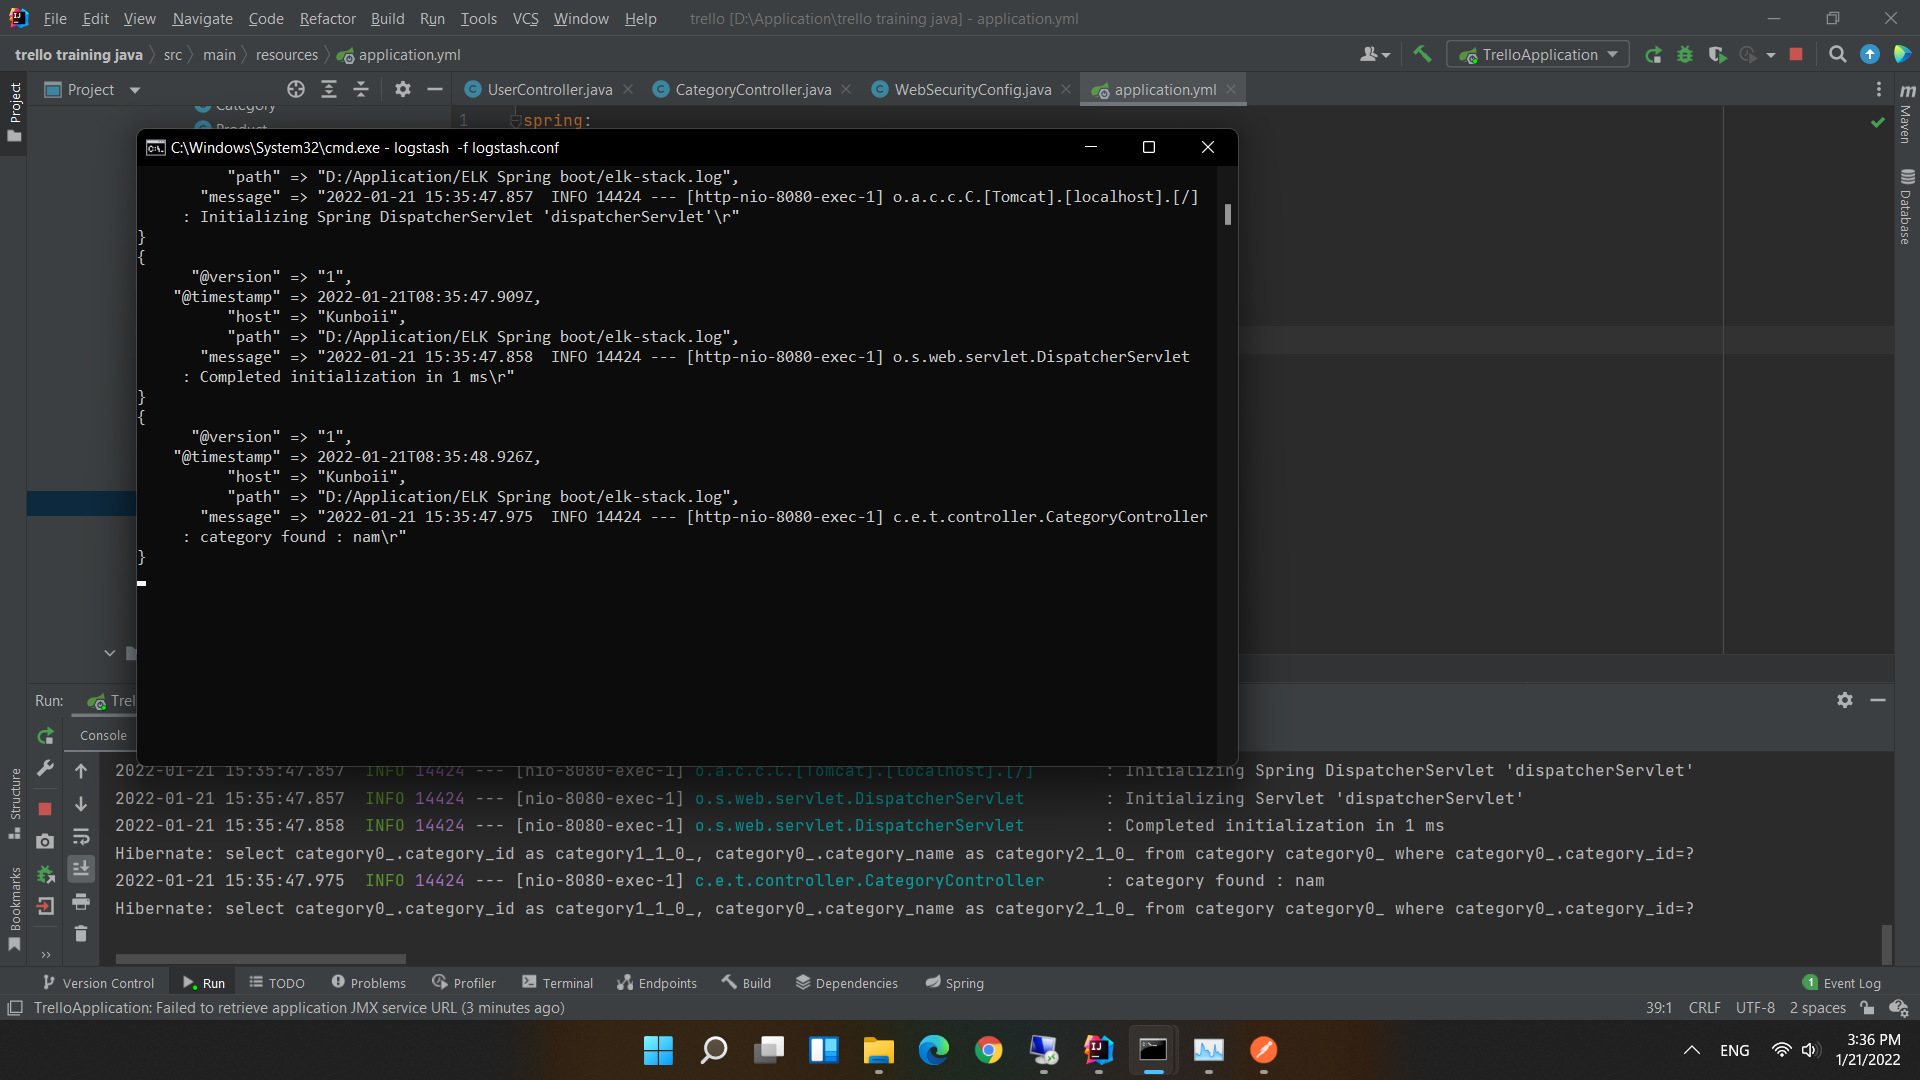 File Edit View Navigate Code Refactor Build Run Tools VCS Window Help trello [D:\Application\trello training java] - application.yml
trello training java src main resources application.yml
TrelloApplication
Project
UserController.java CategoryController.java WebSecurityConfig.java application.yml
Category
Product
1 spring:
C:\Windows\System32\cmd.exe - logstash  -f logstash.conf
"path" => "D:/Application/ELK Spring boot/elk-stack.log",
"message" => "2022-01-21 15:35:47.857  INFO 14424 --- [http-nio-8080-exec-1] o.a.c.c.C.[Tomcat].[localhost].[/]
: Initializing Spring DispatcherServlet 'dispatcherServlet'\r"
}
{
"@version" => "1",
"@timestamp" => 2022-01-21T08:35:47.909Z,
"host" => "Kunboii",
"path" => "D:/Application/ELK Spring boot/elk-stack.log",
"message" => "2022-01-21 15:35:47.858  INFO 14424 --- [http-nio-8080-exec-1] o.s.web.servlet.DispatcherServlet
: Completed initialization in 1 ms\r"
}
{
"@version" => "1",
"@timestamp" => 2022-01-21T08:35:48.926Z,
"host" => "Kunboii",
"path" => "D:/Application/ELK Spring boot/elk-stack.log",
"message" => "2022-01-21 15:35:47.975  INFO 14424 --- [http-nio-8080-exec-1] c.e.t.controller.CategoryController
: category found : nam\r"
}
Project
Structure
Bookmarks
Maven
Database
Run: Trel
Console
2022-01-21 15:35:47.857  INFO 14424 --- [nio-8080-exec-1] o.a.c.c.C.[Tomcat].[localhost].[/] : Initializing Spring DispatcherServlet 'dispatcherServlet'
2022-01-21 15:35:47.857  INFO 14424 --- [nio-8080-exec-1] o.s.web.servlet.DispatcherServlet : Initializing Servlet 'dispatcherServlet'
2022-01-21 15:35:47.858  INFO 14424 --- [nio-8080-exec-1] o.s.web.servlet.DispatcherServlet : Completed initialization in 1 ms
Hibernate: select category0_.category_id as category1_1_0_, category0_.category_name as category2_1_0_ from category category0_ where category0_.category_id=?
2022-01-21 15:35:47.975  INFO 14424 --- [nio-8080-exec-1] c.e.t.controller.CategoryController : category found : nam
Hibernate: select category0_.category_id as category1_1_0_, category0_.category_name as category2_1_0_ from category category0_ where category0_.category_id=?
Version Control Run TODO Problems Profiler Terminal Endpoints Build Dependencies Spring 1 Event Log
TrelloApplication: Failed to retrieve application JMX service URL (3 minutes ago) 39:1 CRLF UTF-8 2 spaces
ENG 3:36 PM
1/21/2022